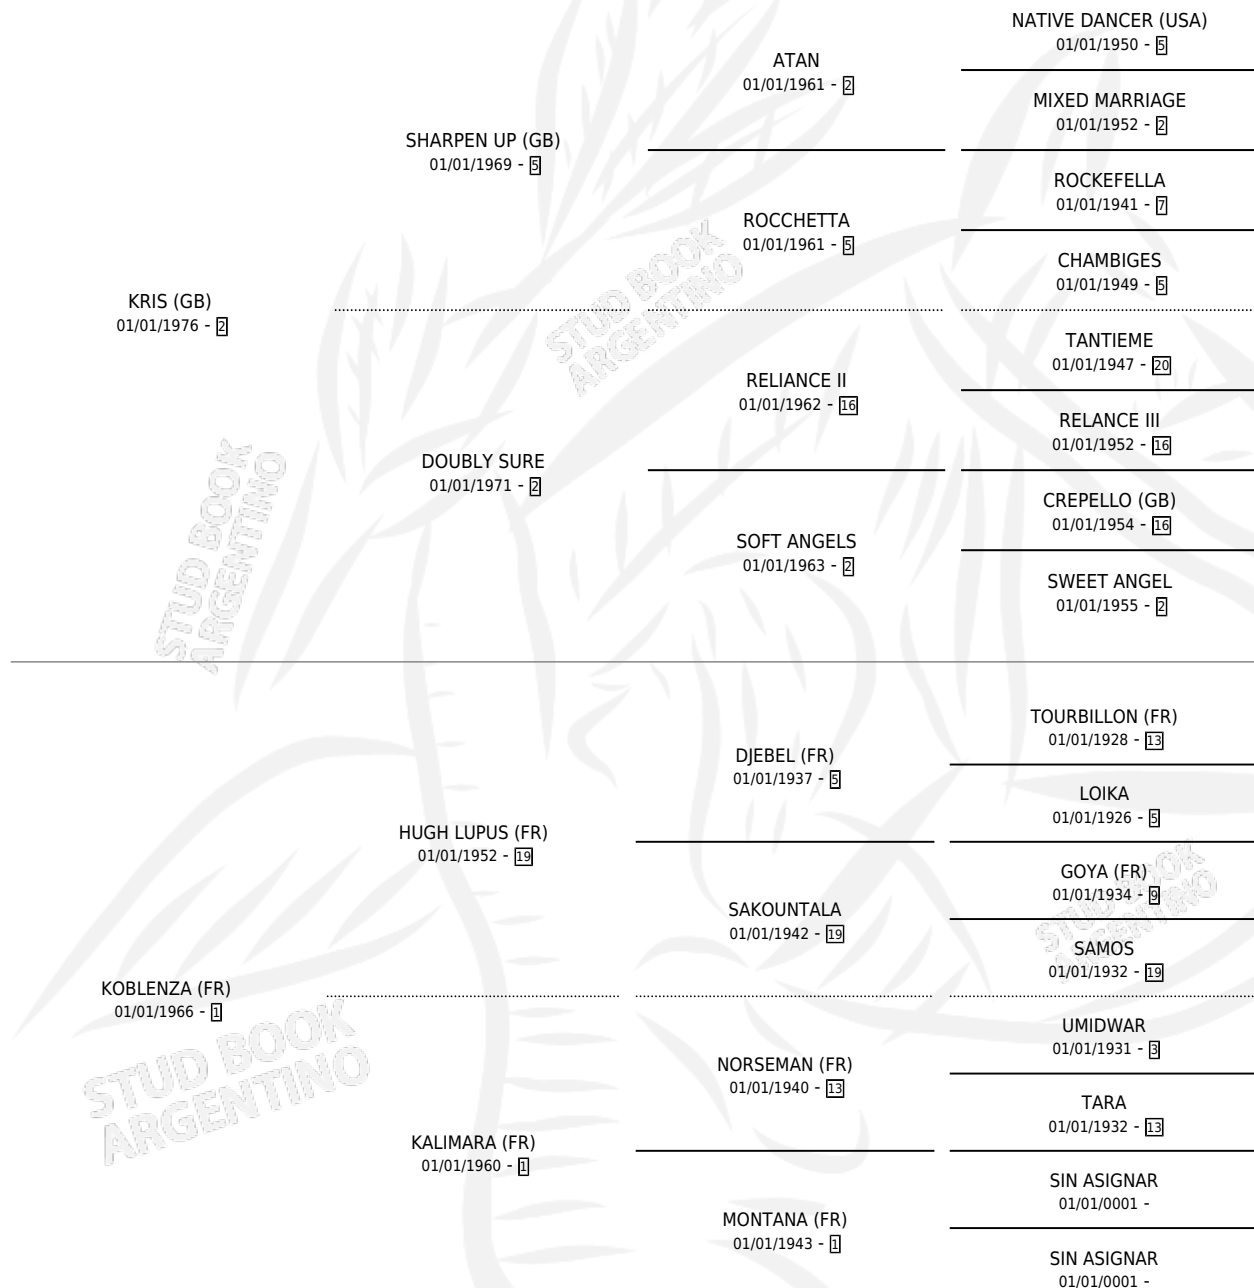 NATIVE DANCER (USA)
01/01/1950 - 5
ATAN
01/01/1961 - 2
MIXED MARRIAGE
01/01/1952 - 2
SHARPEN UP (GB)
01/01/1969 - 5
ROCKEFELLA
01/01/1941 - 7
ROCCHETTA
01/01/1961 - 5
CHAMBIGES
01/01/1949 - 5
KRIS (GB)
01/01/1976 - 2
STUD BOOK
ARGENTINO
TANTIEME
01/01/1947 - 20
RELIANCE II
01/01/1962 - 16
RELANCE III
01/01/1952 - 16
DOUBLY SURE
01/01/1971 - 2
CREPELLO (GB)
01/01/1954 - 16
SOFT ANGELS
01/01/1963 - 2
SWEET ANGEL
01/01/1955 - 2
STUD BOOK
ARGENTINO
TOURBILLON (FR)
01/01/1928 - 13
DJEBEL (FR)
01/01/1937 - 5
LOIKA
01/01/1926 - 5
HUGH LUPUS (FR)
01/01/1952 - 19
GOYA (FR)
01/01/1934 - 9
SAKOUNTALA
01/01/1942 - 19
STUD BOOK
ARGENTINO
SAMOS
01/01/1932 - 19
KOBLENZA (FR)
01/01/1966 - 1
STUD BOOK
ARGENTINO
UMIDWAR
01/01/1931 - 3
NORSEMAN (FR)
01/01/1940 - 13
TARA
01/01/1932 - 13
KALIMARA (FR)
01/01/1960 - 1
SIN ASIGNAR
01/01/0001 -
MONTANA (FR)
01/01/1943 - 1
SIN ASIGNAR
01/01/0001 -